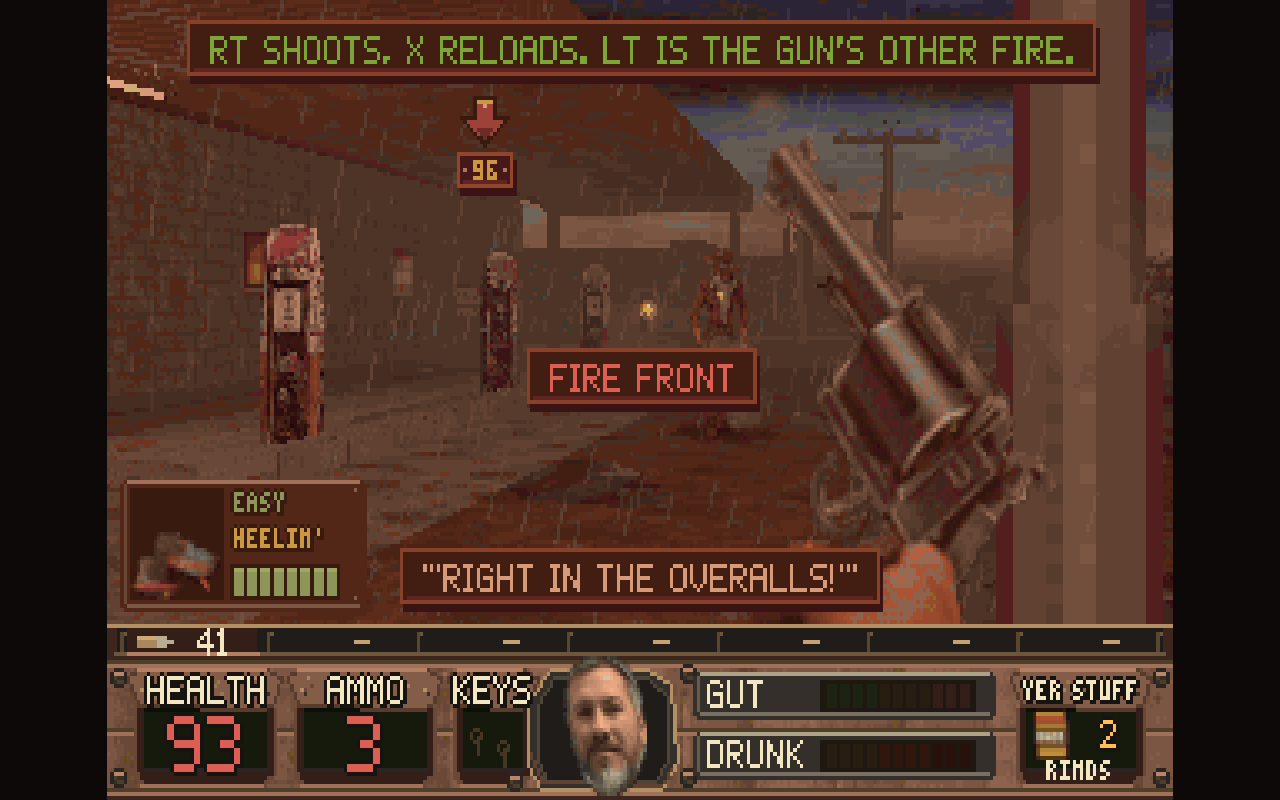 RT SHOOTS, X RELOADS. LT IS THE GUN'S OTHER FIRE.
·96·
FIRE FRONT
EASY
HEELIN'
"'RIGHT IN THE OVERALLS!'"
41
HEALTH
93
AMMO
3
KEYS
GUT
DRUNK
YER STUFF
2
RINDS